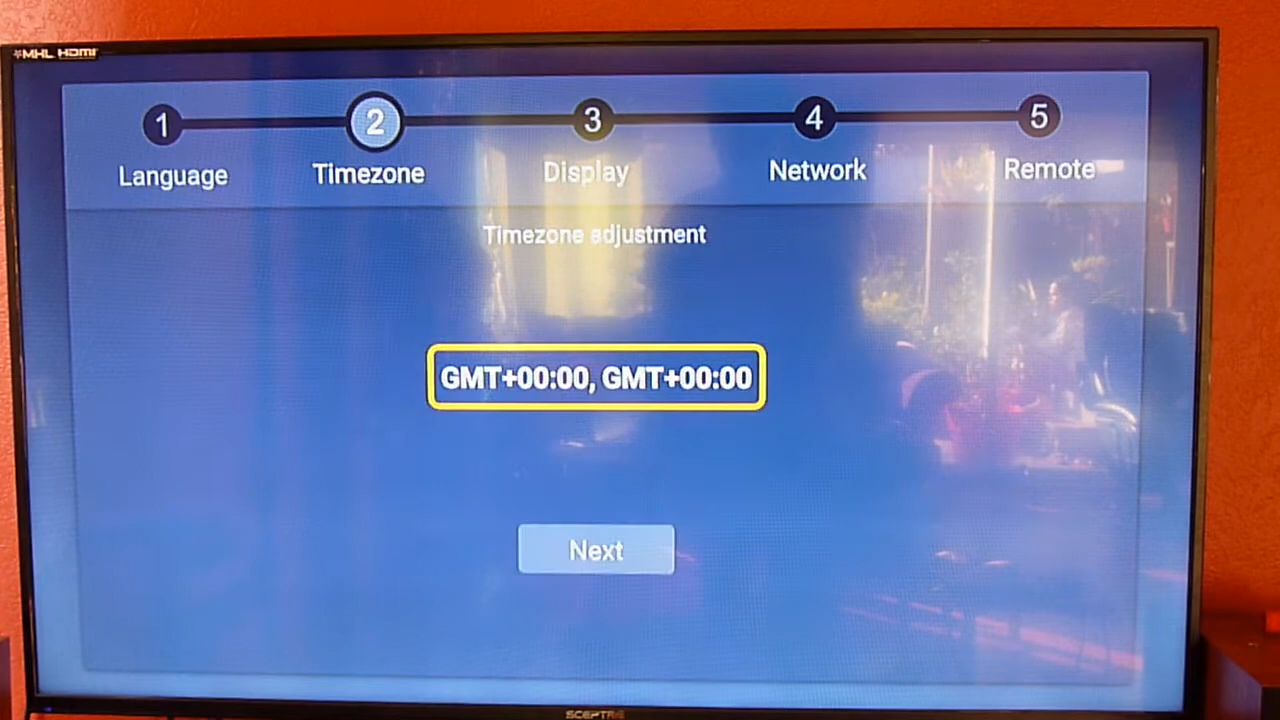 MHL HDMI
1 2 3 4 5
Language Timezone Display Network Remote
Timezone adjustment
GMT+00:00, GMT+00:00
Next
SCEPTRE